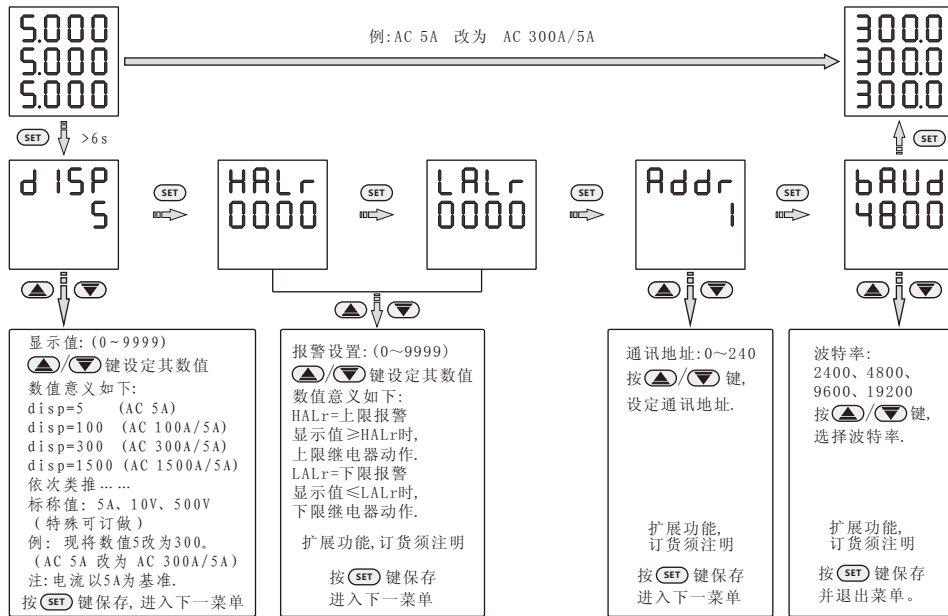 5.000
5.000
5.000
例:AC 5A 改为 AC 300A/5A
300.0
300.0
300.0
SET >6s
SET
dISP
5
SET
HALr
0000
SET
LALr
0000
SET
Addr
1
SET
bAUd
4800
显示值:(0~9999)
/键设定其数值
数值意义如下:
disp=5 (AC 5A)
disp=100 (AC 100A/5A)
disp=300 (AC 300A/5A)
disp=1500 (AC 1500A/5A)
依次类推……
标称值: 5A、10V、500V
(特殊可订做)
例: 现将数值5改为300。
(AC 5A 改为 AC 300A/5A)
注:电流以5A为基准.
按 SET 键保存,进入下一菜单
报警设置:(0～9999)
/键设定其数值
数值意义如下:
HALr=上限报警
显示值≥HALr时,
上限继电器动作.
LALr=下限报警
显示值≤LALr时,
下限继电器动作.
扩展功能,订货须注明
按 SET 键保存
进入下一菜单
通讯地址:0～240
按/键,
设定通讯地址.
扩展功能,
订货须注明
按 SET 键保存
进入下一菜单
波特率:
2400、4800、
9600、19200
按/键,
选择波特率.
扩展功能,
订货须注明
按 SET 键保存
并退出菜单。